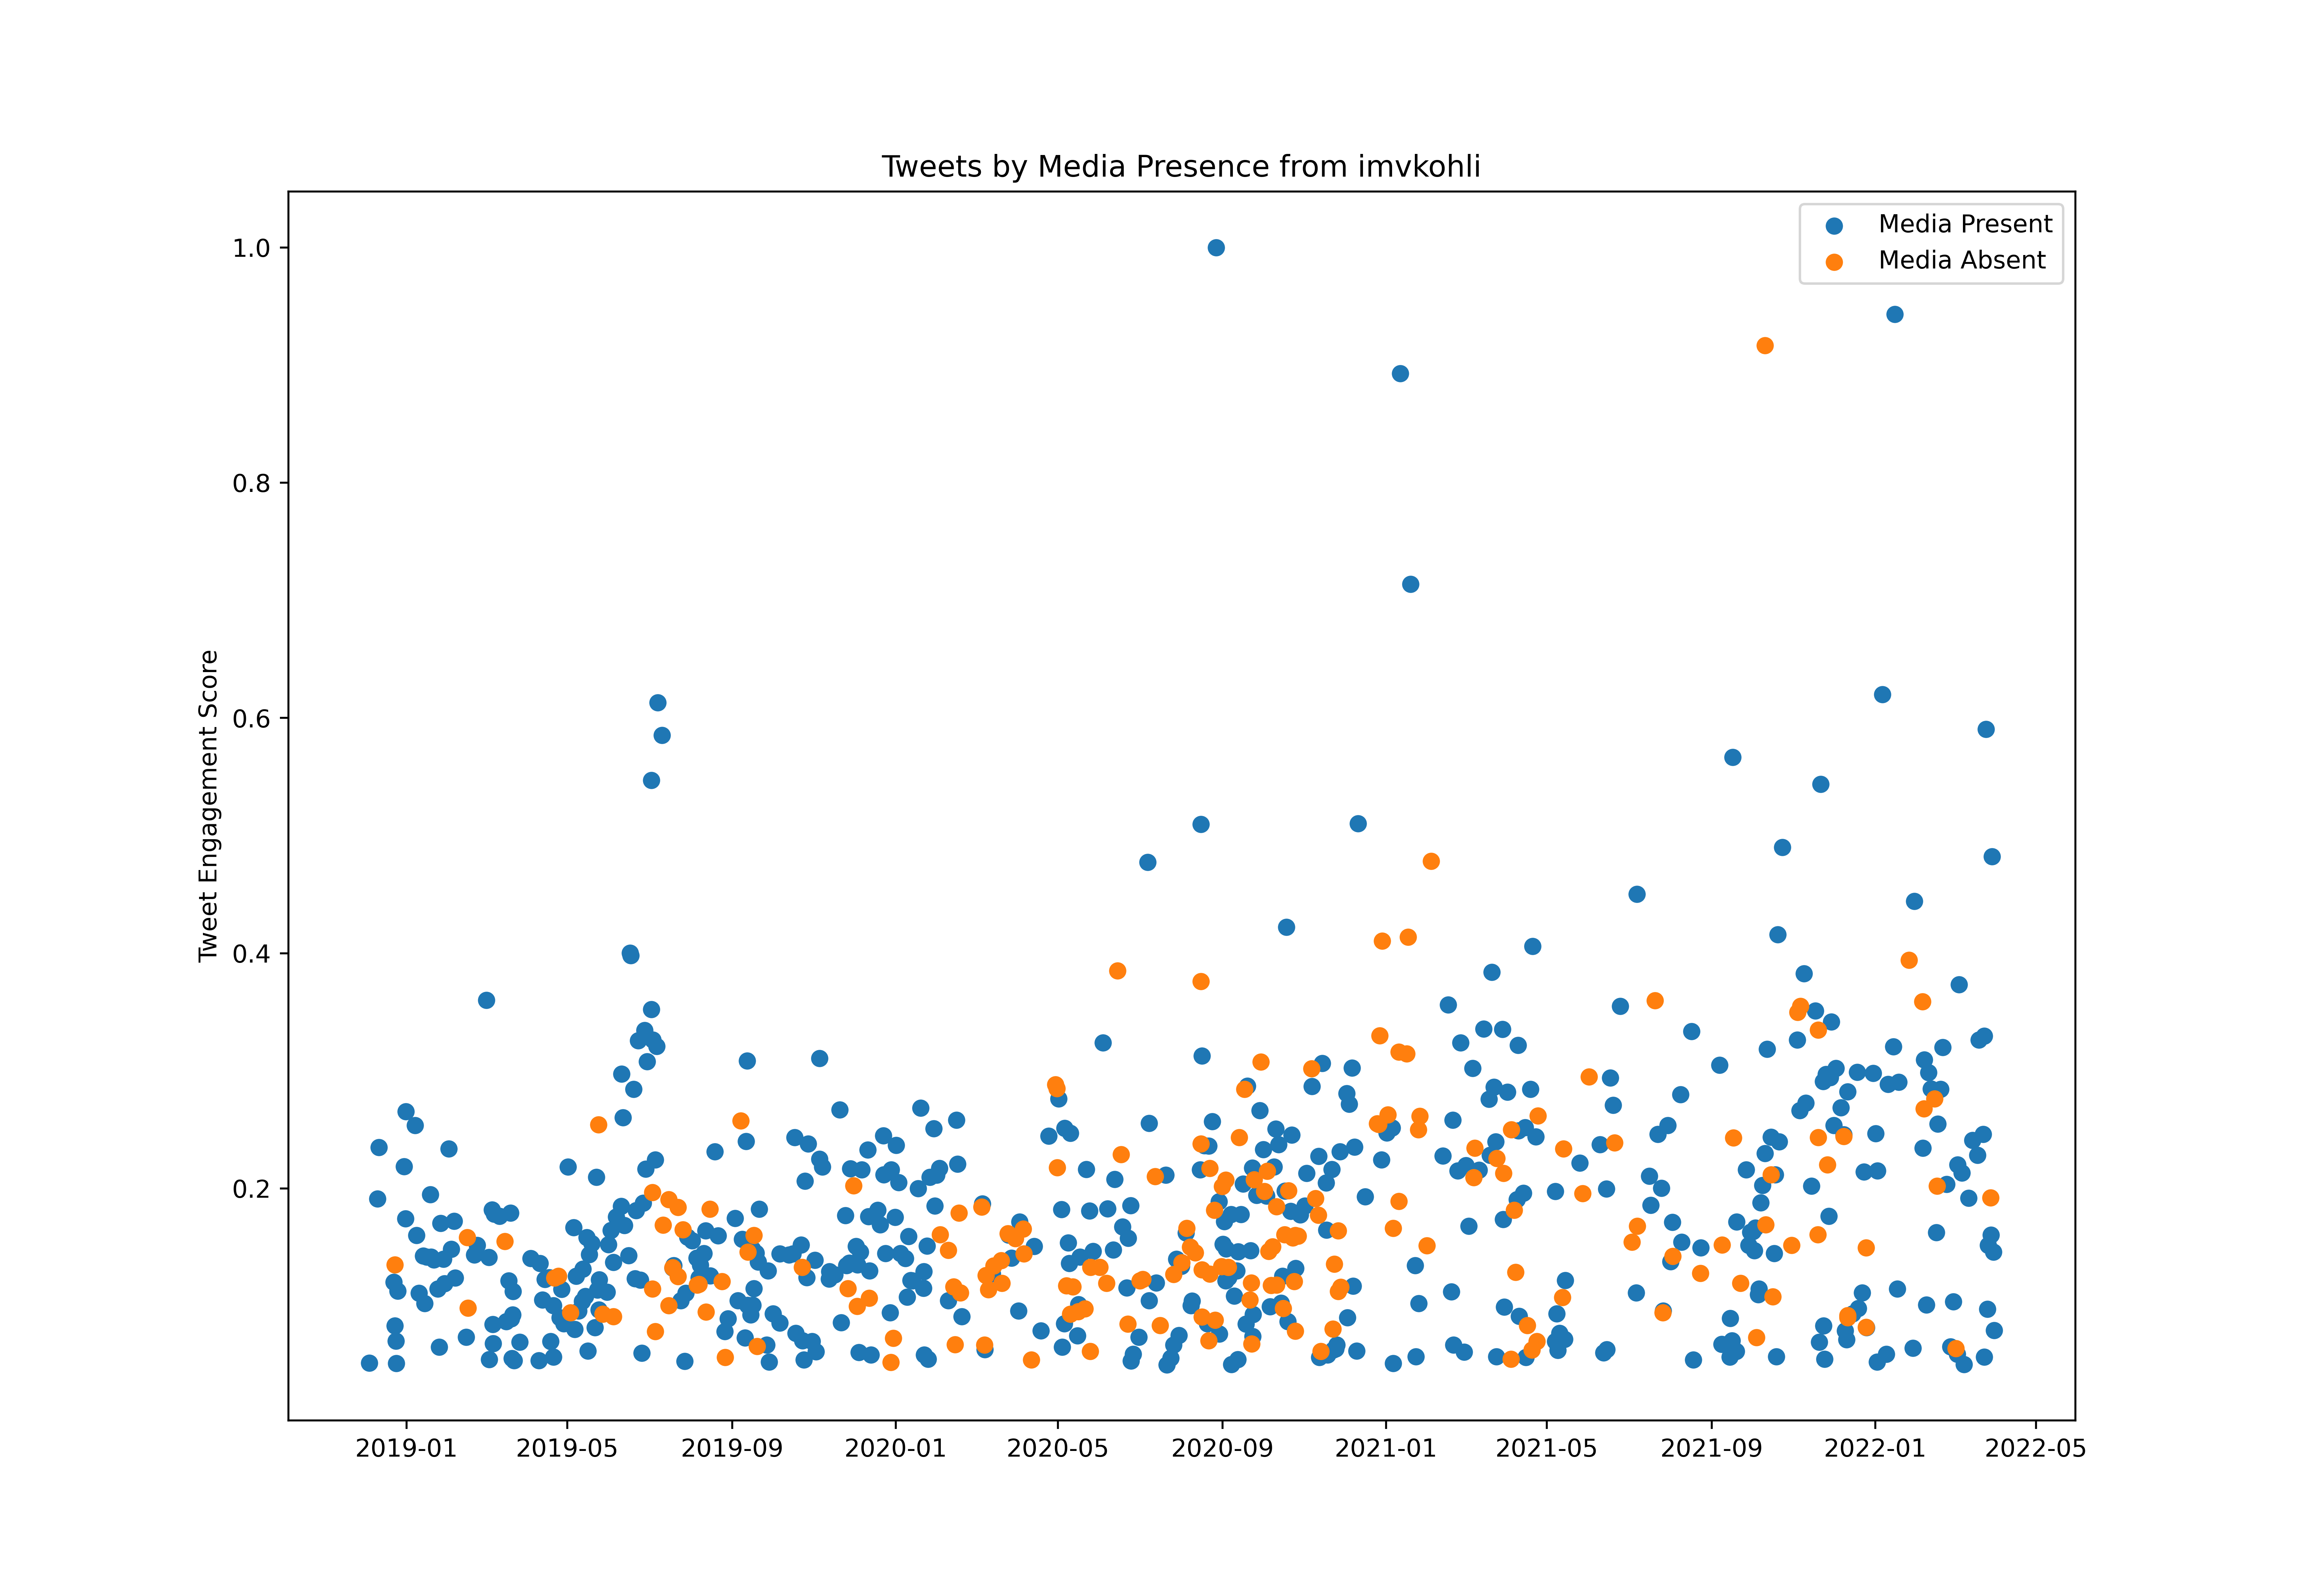 Tweets by Media Presence from imvkohli
Media Present
Media Absent
Tweet Engagement Score
1.0
0.8
0.6
0.4
0.2
2019-01 2019-05 2019-09 2020-01 2020-05 2020-09 2021-01 2021-05 2021-09 2022-01 2022-05